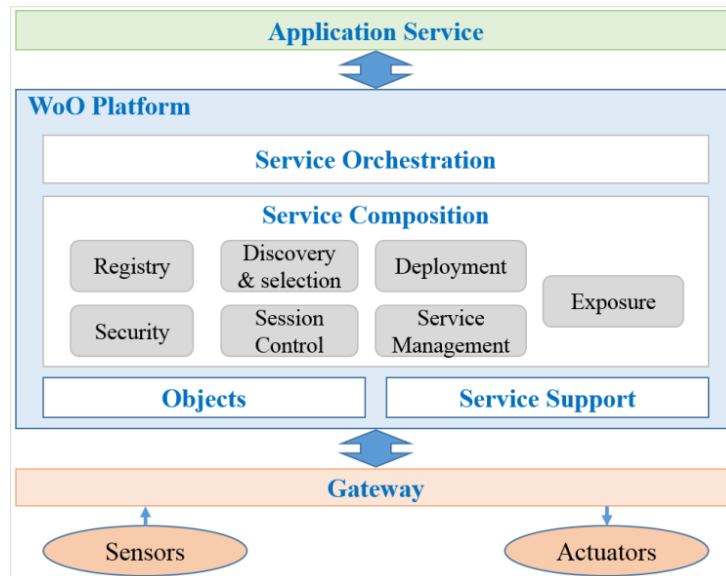 Application Service
WoO Platform
Service Orchestration
Service Composition
Registry
Discovery
& selection
Deployment
Exposure
Security
Session
Control
Service
Management
Objects
Service Support
Gateway
Sensors
Actuators